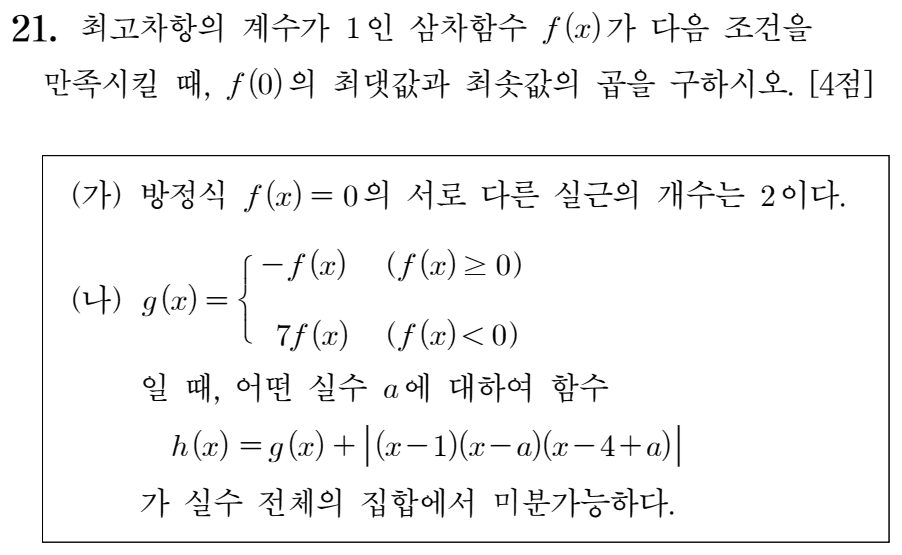 21. 최고차항의 계수가 1인 삼차함수 f(x)가 다음 조건을
만족시킬 때, f(0)의 최댓값과 최솟값의 곱을 구하시오. [4점]
(가) 방정식 f(x)=0의 서로 다른 실근의 개수는 2이다.
(나) g(x)={ -f(x) (f(x)≥0)
7f(x) (f(x)<0)
일 때, 어떤 실수 a에 대하여 함수
h(x)=g(x)+|(x-1)(x-a)(x-4+a)|
가 실수 전체의 집합에서 미분가능하다.